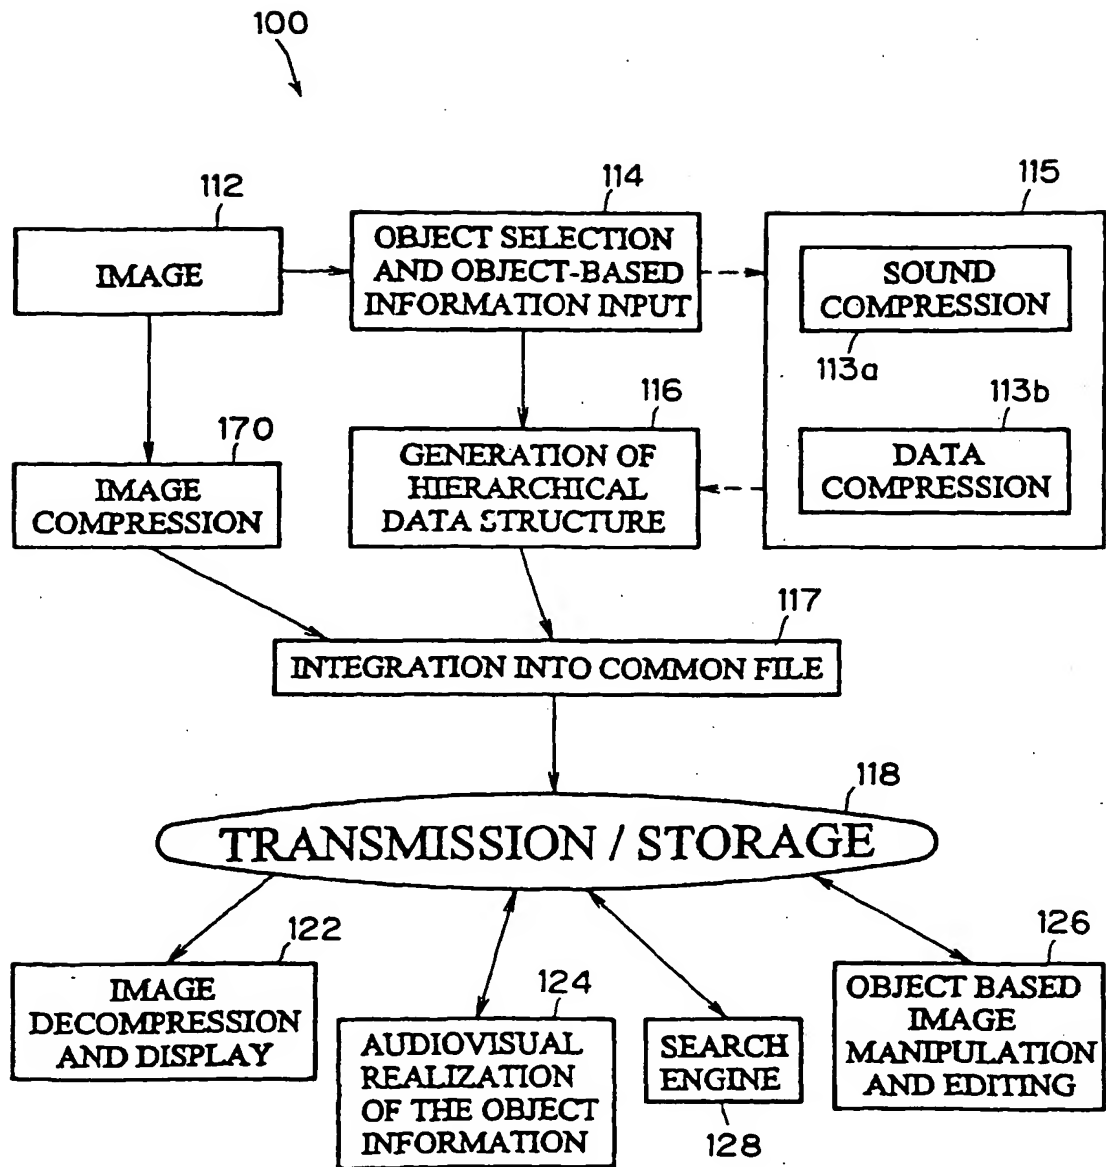 100
112
114
115
IMAGE
OBJECT SELECTION
AND OBJECT-BASED
INFORMATION INPUT
SOUND
COMPRESSION
113a
170
116
113b
IMAGE
COMPRESSION
GENERATION OF
HIERARCHICAL
DATA STRUCTURE
DATA
COMPRESSION
117
INTEGRATION INTO COMMON FILE
118
TRANSMISSION / STORAGE
122
124
126
IMAGE
DECOMPRESSION
AND DISPLAY
AUDIOVISUAL
REALIZATION
OF THE OBJECT
INFORMATION
SEARCH
ENGINE
128
OBJECT BASED
IMAGE
MANIPULATION
AND EDITING